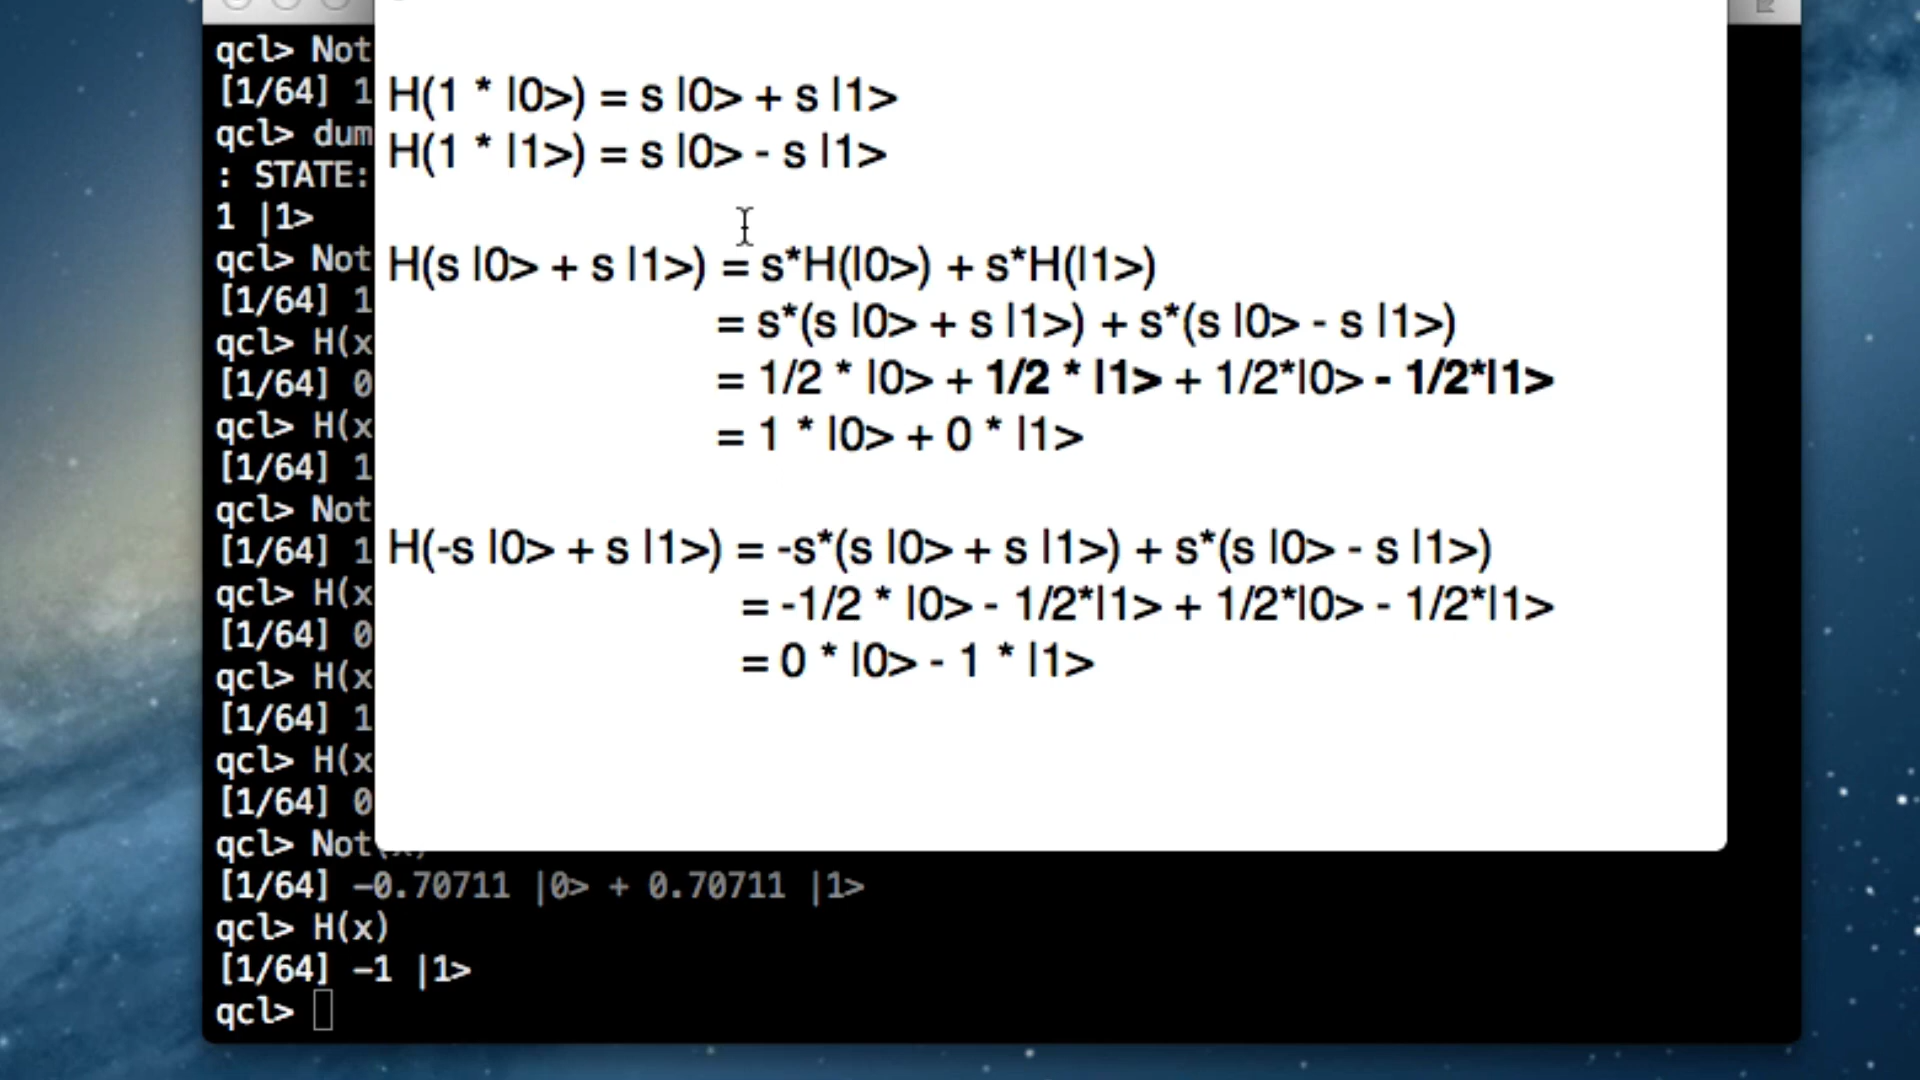 qcl> Not
[1/64] 1
qcl> dum
: STATE:
1 |1>
qcl> Not
[1/64] 1
qcl> H(x
[1/64] 0
qcl> H(x
[1/64] 1
qcl> Not
[1/64] 1
qcl> H(x
[1/64] 0
qcl> H(x
[1/64] 1
qcl> H(x
[1/64] 0
qcl> Not(x)
[1/64] -0.70711 |0> + 0.70711 |1>
qcl> H(x)
[1/64] -1 |1>
qcl>
H(1 * |0>) = s |0> + s |1>
H(1 * |1>) = s |0> - s |1>
H(s |0> + s |1>) = s*H(|0>) + s*H(|1>)
= s*(s |0> + s |1>) + s*(s |0> - s |1>)
= 1/2 * |0> + 1/2 * |1> + 1/2*|0> - 1/2*|1>
= 1 * |0> + 0 * |1>
H(-s |0> + s |1>) = -s*(s |0> + s |1>) + s*(s |0> - s |1>)
= -1/2 * |0> - 1/2*|1> + 1/2*|0> - 1/2*|1>
= 0 * |0> - 1 * |1>